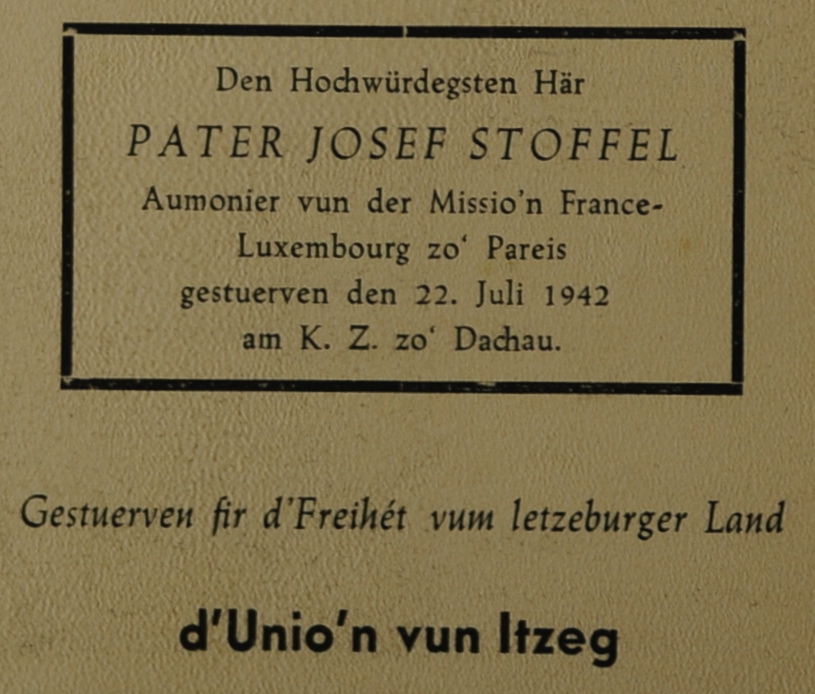 Den Hochwürdegsten Här
PATER JOSEF STOFFEL
Aumonier vun der Missio'n France-
Luxembourg zo' Pareis
gestuerven den 22. Juli 1942
am K. Z. zo' Dachau.
Gestuerven fir d'Freihét vum letzeburger Land
d'Unio'n vun Itzeg